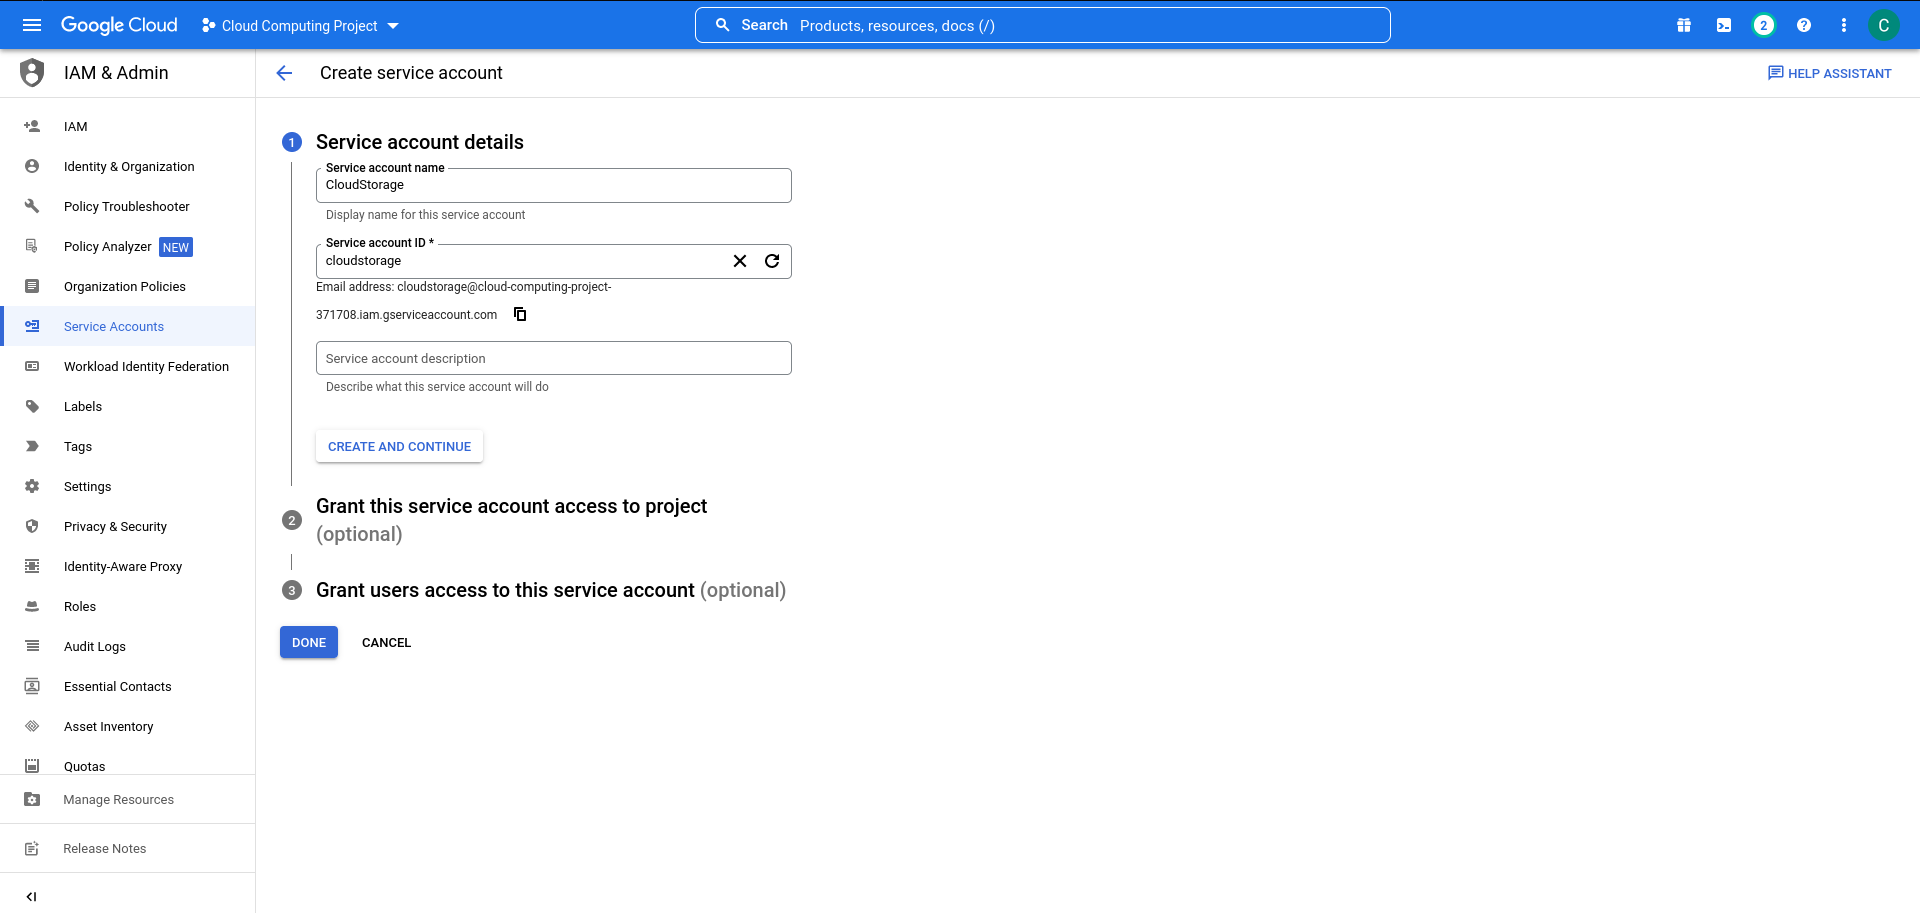 Google Cloud
Cloud Computing Project
Search Products, resources, docs (/)
2
C
IAM & Admin
Create service account
HELP ASSISTANT
IAM
Identity & Organization
Policy Troubleshooter
Policy Analyzer NEW
Organization Policies
Service Accounts
Workload Identity Federation
Labels
Tags
Settings
Privacy & Security
Identity-Aware Proxy
Roles
Audit Logs
Essential Contacts
Asset Inventory
Quotas
Manage Resources
Release Notes
1 Service account details
Service account name
CloudStorage
Display name for this service account
Service account ID *
cloudstorage
Email address: cloudstorage@cloud-computing-project-
371708.iam.gserviceaccount.com
Service account description
Describe what this service account will do
CREATE AND CONTINUE
2 Grant this service account access to project
(optional)
3 Grant users access to this service account (optional)
DONE CANCEL